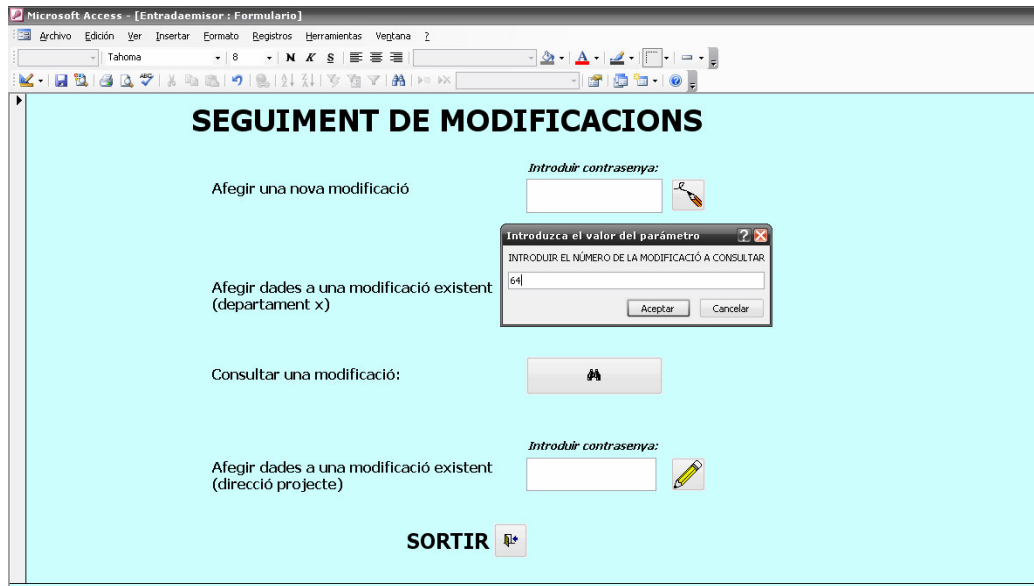 Microsoft Access - [Entradaemisor : Formulario]
Archivo Edición Ver Insertar Formato Registros Herramientas Ventana ?
Tahoma 8 N K S
SEGUIMENT DE MODIFICACIONS
Introduir contrasenya:
Afegir una nova modificació
Introduzca el valor del parámetro
INTRODUIR EL NÚMERO DE LA MODIFICACIÓ A CONSULTAR
64
Aceptar Cancelar
Afegir dades a una modificació existent
(departament x)
Consultar una modificació:
Introduir contrasenya:
Afegir dades a una modificació existent
(direcció projecte)
SORTIR